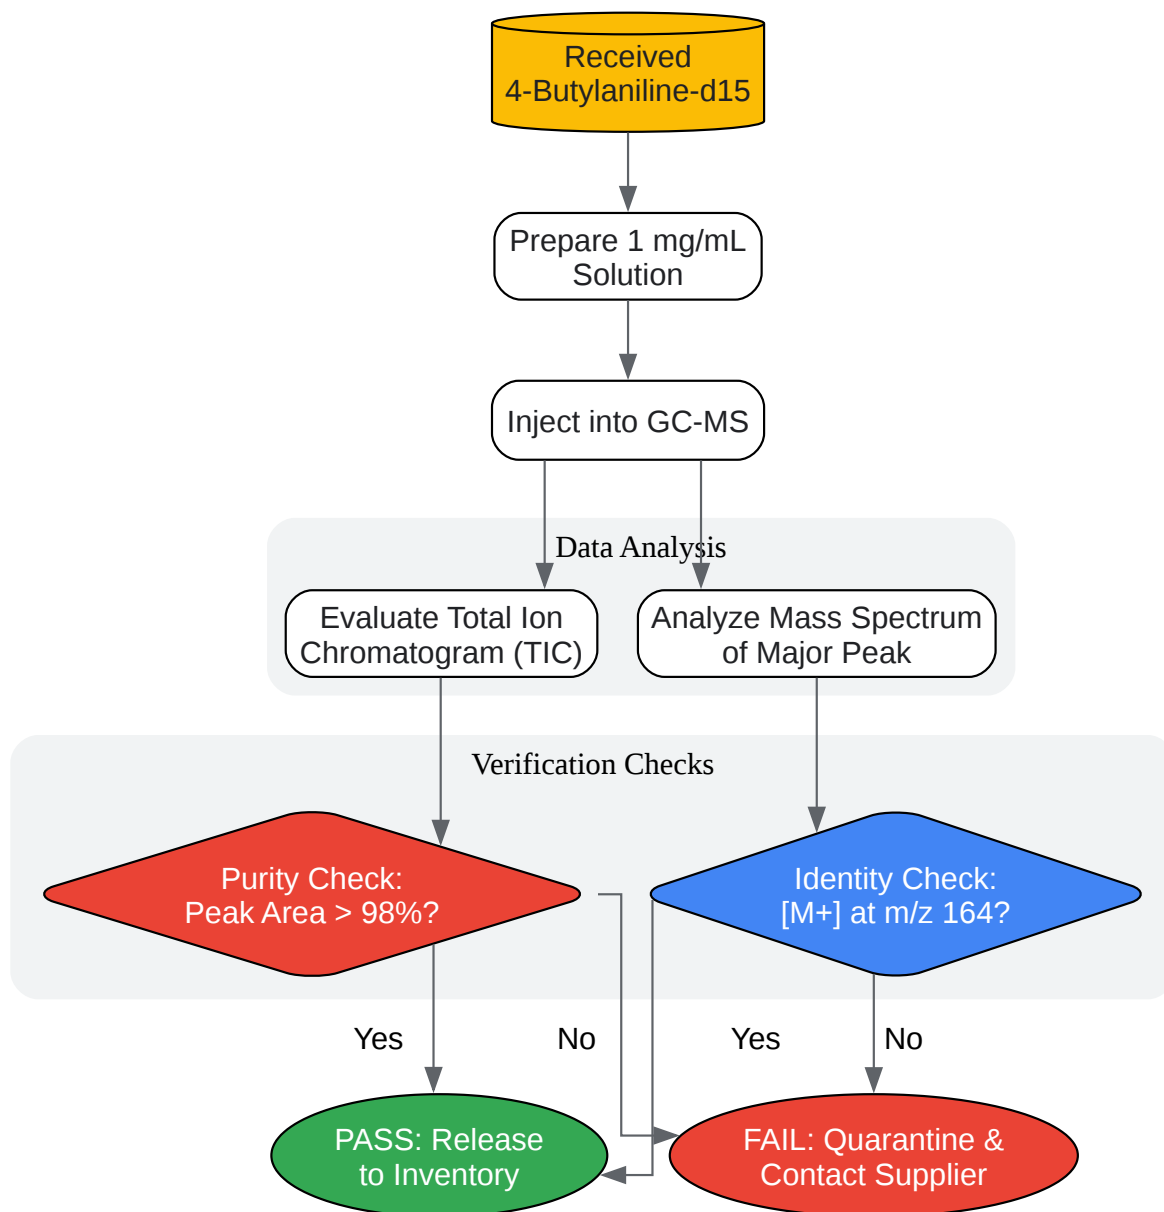 Received
4-Butylaniline-d15
Prepare 1 mg/mL
Solution
Inject into GC-MS
Data Analysis
Evaluate Total Ion
Chromatogram (TIC)
Analyze Mass Spectrum
of Major Peak
Verification Checks
Purity Check:
Peak Area > 98%?
Identity Check:
[M+] at m/z 164?
Yes
No
Yes
No
PASS: Release
to Inventory
FAIL: Quarantine &
Contact Supplier